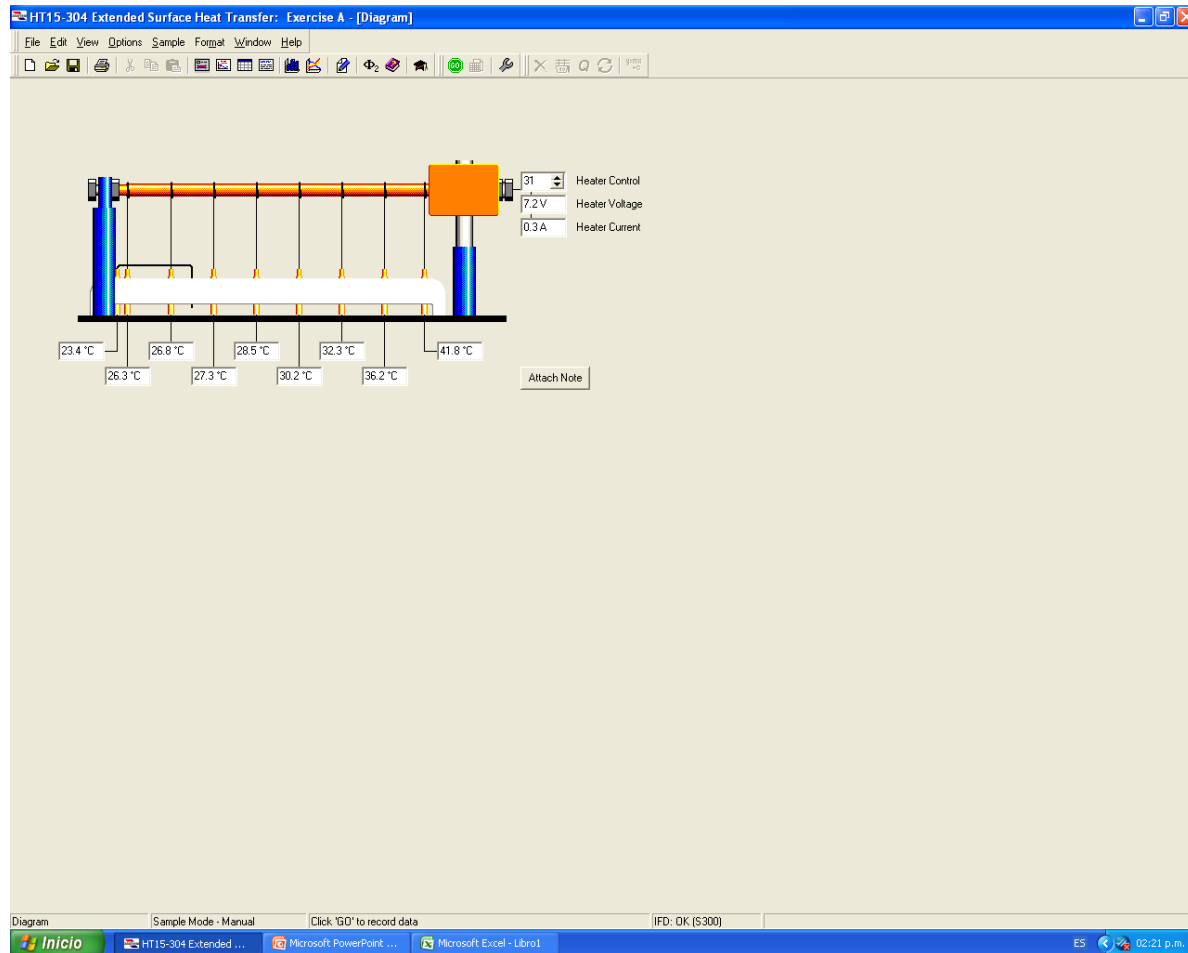 HT15-304 Extended Surface Heat Transfer: Exercise A - [Diagram]
File Edit View Options Sample Format Window Help
31 Heater Control
7.2 V Heater Voltage
0.3 A Heater Current
23.4 °C 26.8 °C 28.5 °C 32.3 °C 41.8 °C
26.3 °C 27.3 °C 30.2 °C 36.2 °C Attach Note
Diagram Sample Mode - Manual Click 'GO' to record data IFD: OK (S300)
Inicio HT15-304 Extended ... Microsoft PowerPoint ... Microsoft Excel - Libro1 ES 02:21 p.m.